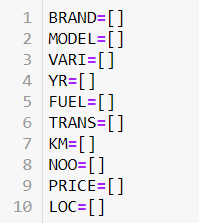 1 BRAND=[]
2 MODEL=[]
3 VARI=[]
4 YR=[]
5 FUEL=[]
6 TRANS=[]
7 KM=[]
8 NOO=[]
9 PRICE=[]
10 LOC=[]